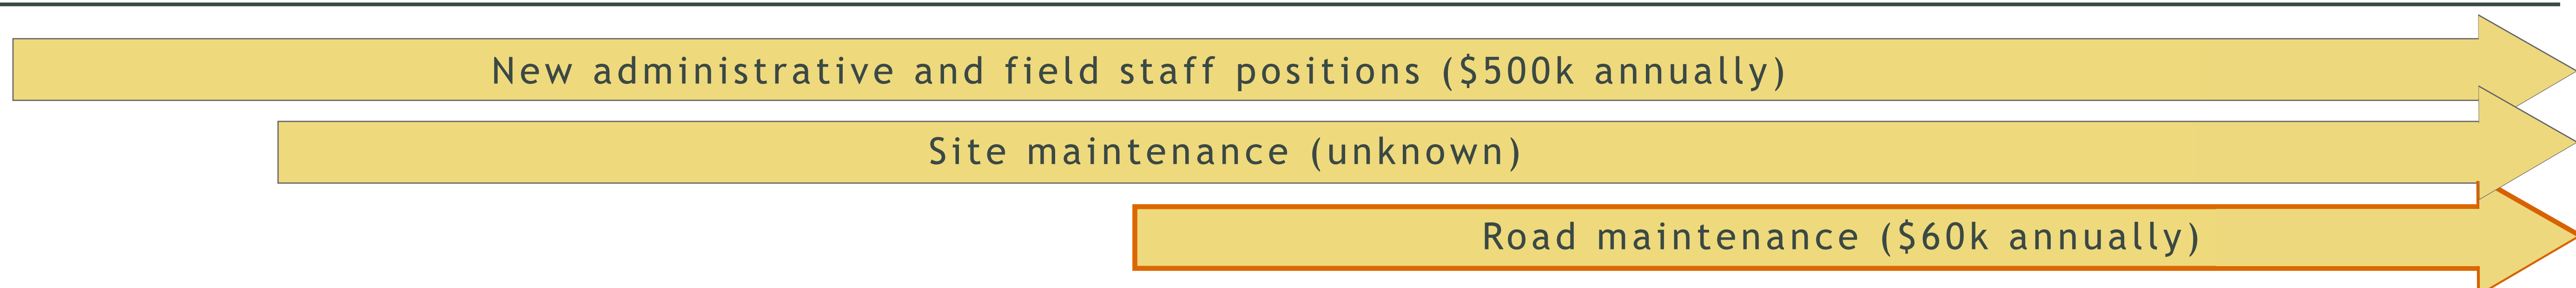 New administrative and field staff positions ($500k annually)
Site maintenance (unknown)
Road maintenance ($60k annually)